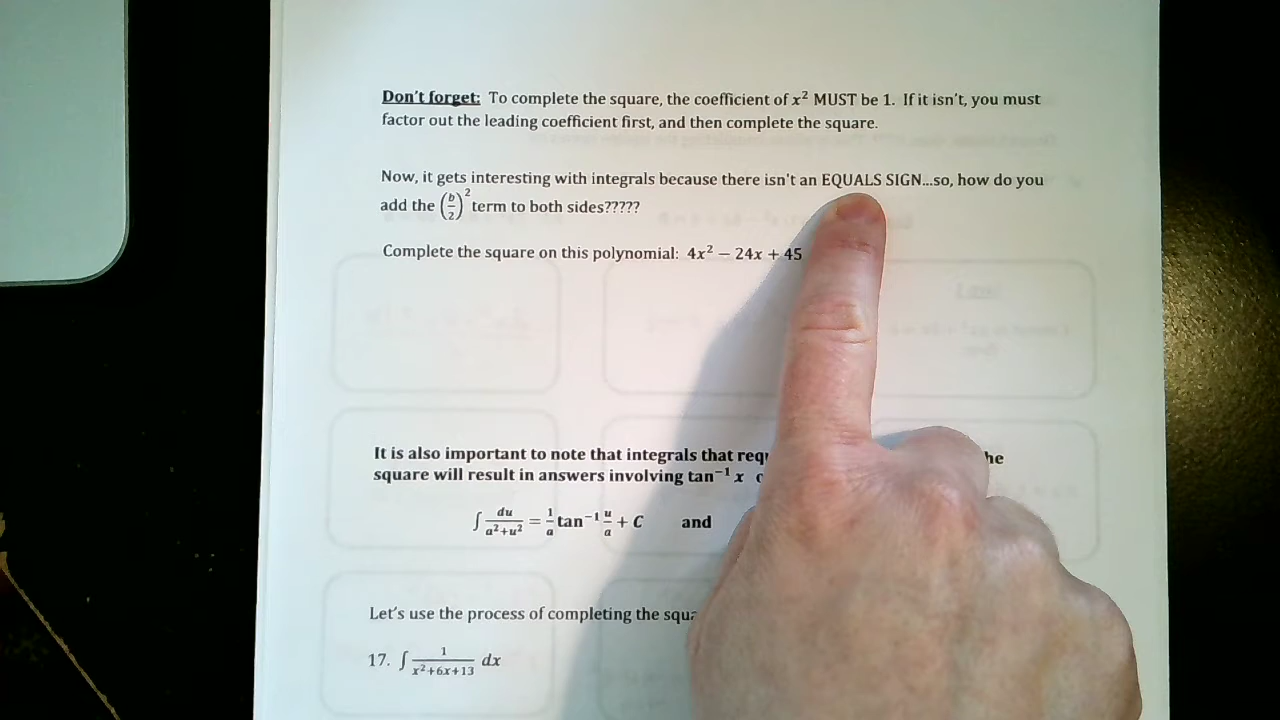 Don't forget: To complete the square, the coefficient of x² MUST be 1. If it isn't, you must
factor out the leading coefficient first, and then complete the square.
Now, it gets interesting with integrals because there isn't an EQUALS SIGN...so, how do you
add the (b/2)² term to both sides?????
Complete the square on this polynomial: 4x² − 24x + 45
It is also important to note that integrals that
square will result in answers involving tan⁻¹ x
∫ du/(a²+u²) = 1/a tan⁻¹ u/a + C and
Let's use the process of completing the
17. ∫ 1/(x²+6x+13) dx